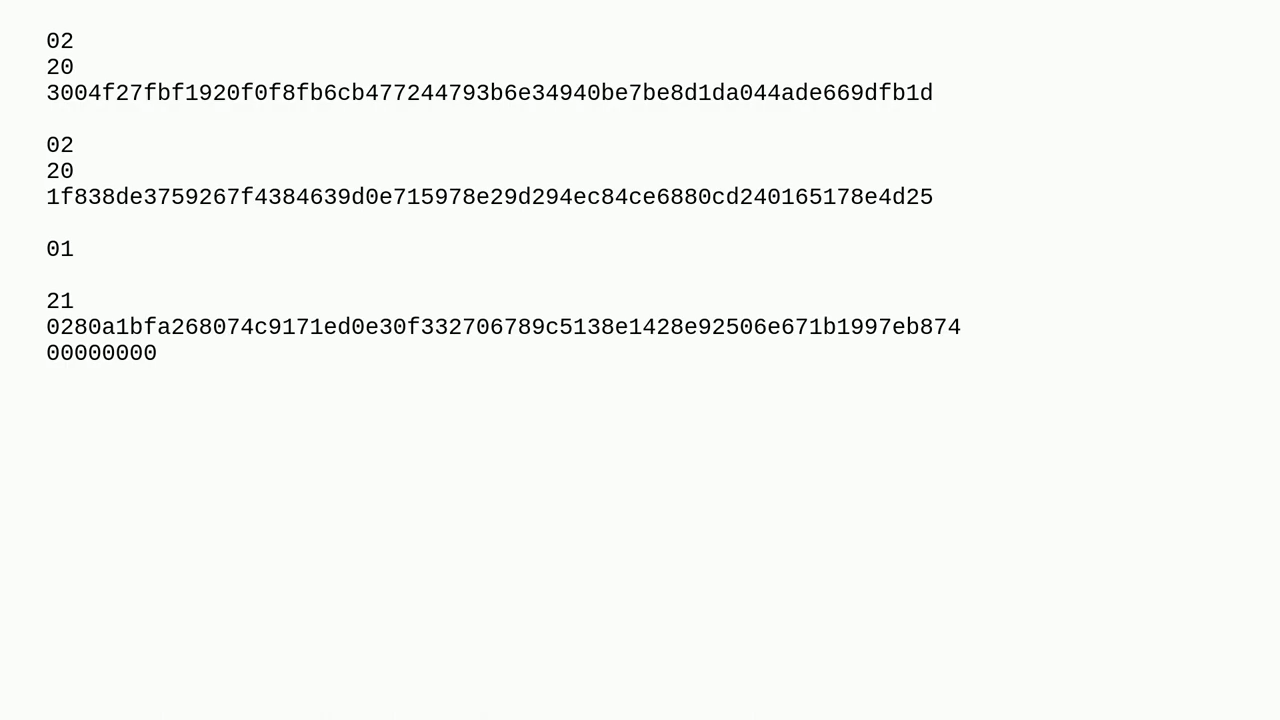 02
20
3004f27fbf1920f0f8fb6cb477244793b6e34940be7be8d1da044ade669dfb1d
02
20
1f838de3759267f4384639d0e715978e29d294ec84ce6880cd240165178e4d25
01
21
0280a1bfa268074c9171ed0e30f332706789c5138e1428e92506e671b1997eb874
00000000